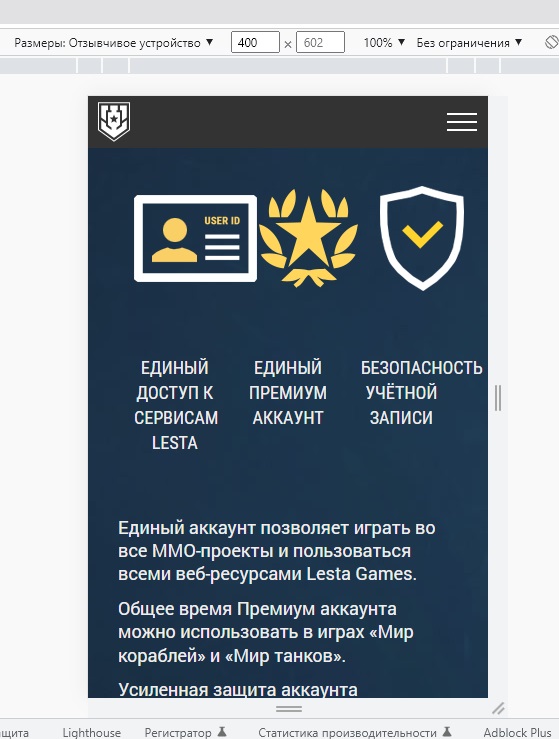 Размеры: Отзывчивое устройство ▼ 400 × 602 100% ▼ Без ограничения ▼
USER ID
ЕДИНЫЙ
ДОСТУП К
СЕРВИСАМ
LESTA
ЕДИНЫЙ
ПРЕМИУМ
АККАУНТ
БЕЗОПАСНОСТЬ
УЧЁТНОЙ
ЗАПИСИ
Единый аккаунт позволяет играть во
все ММО-проекты и пользоваться
всеми веб-ресурсами Lesta Games.
Общее время Премиум аккаунта
можно использовать в играх «Мир
кораблей» и «Мир танков».
Усиленная защита аккаунта
ащита Lighthouse Регистратор Статистика производительности Adblock Plus